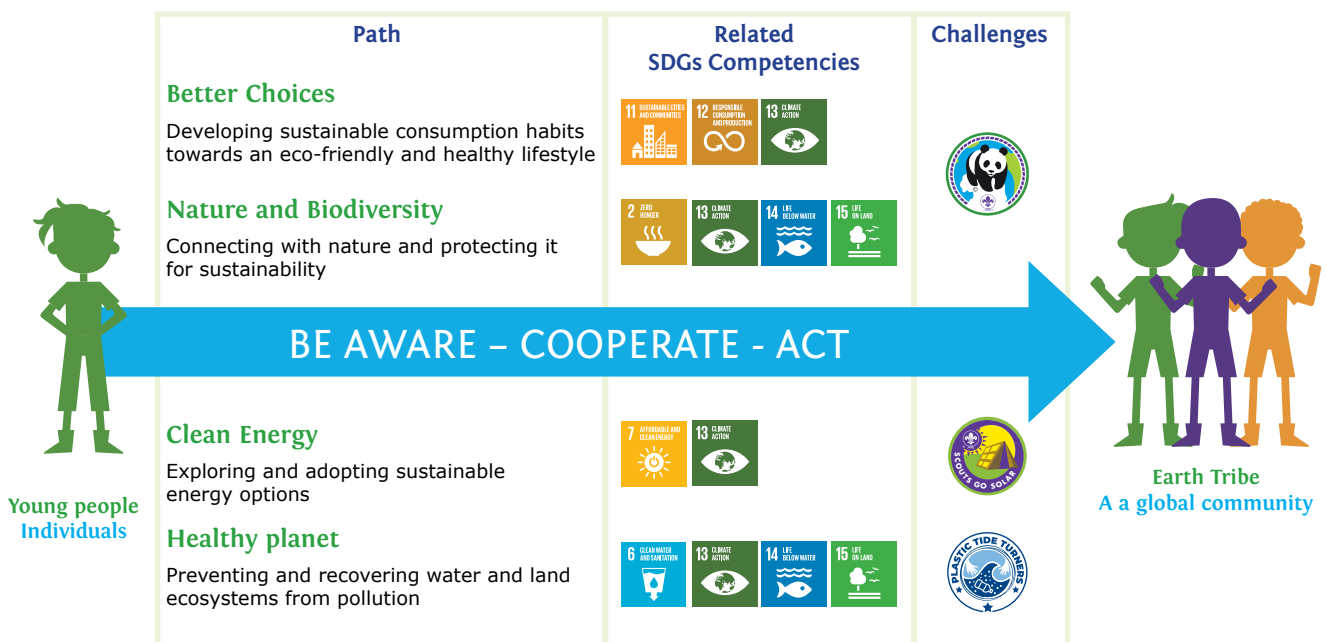 Path
Related
SDGs Competencies
Challenges
Better Choices
Developing sustainable consumption habits
towards an eco-friendly and healthy lifestyle
11 SUSTAINABLE CITIES
AND COMMUNITIES
12 RESPONSIBLE
CONSUMPTION
AND PRODUCTION
13 CLIMATE
ACTION
Nature and Biodiversity
Connecting with nature and protecting it
for sustainability
2 ZERO
HUNGER
13 CLIMATE
ACTION
14 LIFE
BELOW WATER
15 LIFE
ON LAND
BE AWARE – COOPERATE - ACT
Clean Energy
Exploring and adopting sustainable
energy options
7 AFFORDABLE AND
CLEAN ENERGY
13 CLIMATE
ACTION
SCOUTS GO SOLAR
Healthy planet
Preventing and recovering water and land
ecosystems from pollution
6 CLEAN WATER
AND SANITATION
13 CLIMATE
ACTION
14 LIFE
BELOW WATER
15 LIFE
ON LAND
PLASTIC TIDE TURNERS
Young people
Individuals
Earth Tribe
A a global community